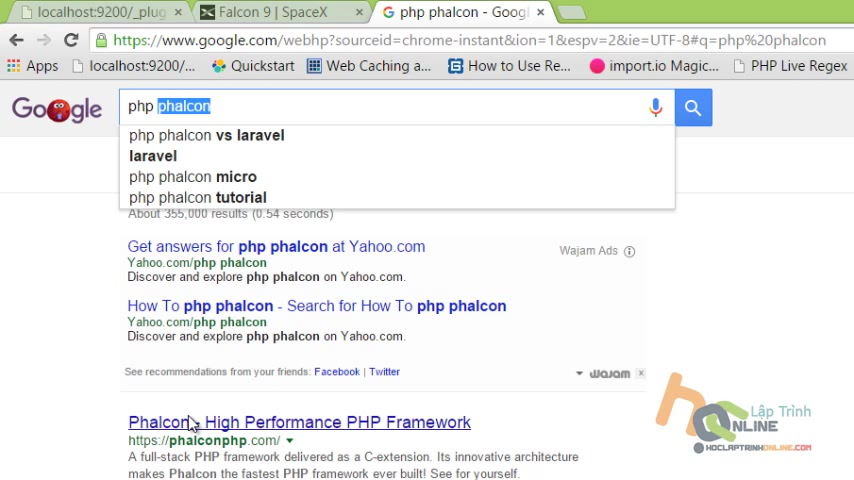 localhost:9200/_plug
Falcon 9 | SpaceX
php phalcon - Googl
https://www.google.com/webhp?sourceid=chrome-instant&ion=1&espv=2&ie=UTF-8#q=php%20phalcon
Apps
localhost:9200/...
Quickstart
Web Caching a...
How to Use Re...
import.io Magic...
PHP Live Regex
Google
php phalcon
php phalcon vs laravel
laravel
php phalcon micro
php phalcon tutorial
About 355,000 results (0.54 seconds)
Get answers for php phalcon at Yahoo.com
Wajam Ads
Yahoo.com/php phalcon
Discover and explore php phalcon on Yahoo.com.
How To php phalcon - Search for How To php phalcon
Yahoo.com/php phalcon
Discover and explore php phalcon on Yahoo.com.
See recommendations from your friends: Facebook | Twitter
wajam
Phalcon - High Performance PHP Framework
https://phalconphp.com/
A full-stack PHP framework delivered as a C-extension. Its innovative architecture
makes Phalcon the fastest PHP framework ever built! See for yourself.
học
Lập Trình
ONLINE
HOCLAPTRINHONLINE.COM